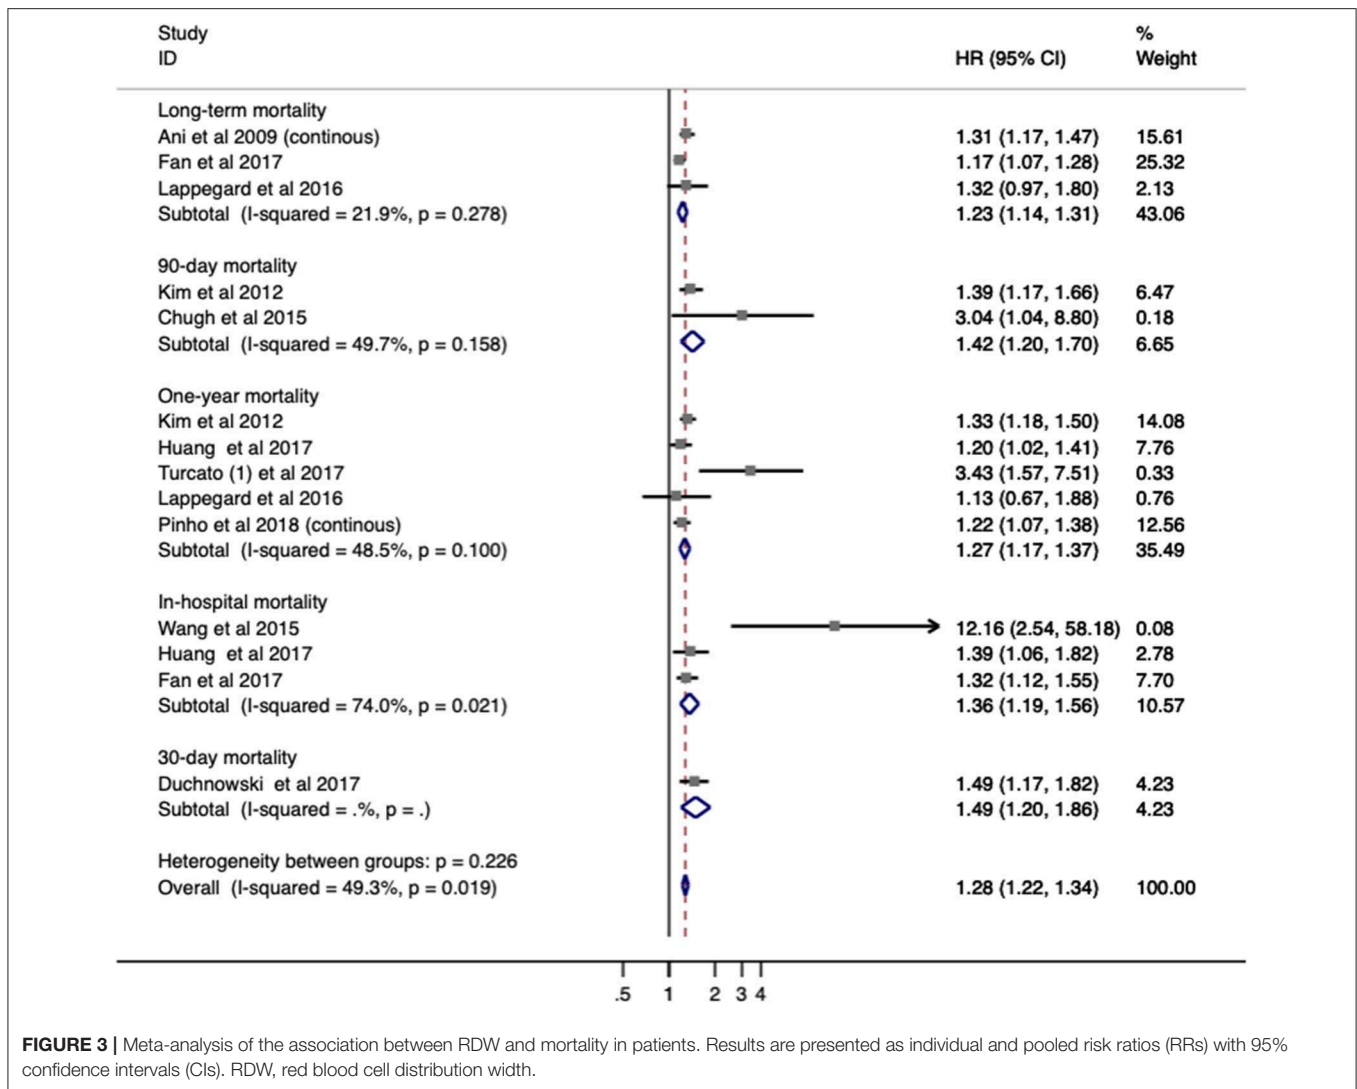 Study % 
ID HR (95% CI) Weight
Long-term mortality
Ani et al 2009 (continous) 1.31 (1.17, 1.47) 15.61
Fan et al 2017 1.17 (1.07, 1.28) 25.32
Lappegard et al 2016 1.32 (0.97, 1.80) 2.13
Subtotal (I-squared = 21.9%, p = 0.278) 1.23 (1.14, 1.31) 43.06
90-day mortality
Kim et al 2012 1.39 (1.17, 1.66) 6.47
Chugh et al 2015 3.04 (1.04, 8.80) 0.18
Subtotal (I-squared = 49.7%, p = 0.158) 1.42 (1.20, 1.70) 6.65
One-year mortality
Kim et al 2012 1.33 (1.18, 1.50) 14.08
Huang et al 2017 1.20 (1.02, 1.41) 7.76
Turcato (1) et al 2017 3.43 (1.57, 7.51) 0.33
Lappegard et al 2016 1.13 (0.67, 1.88) 0.76
Pinho et al 2018 (continous) 1.22 (1.07, 1.38) 12.56
Subtotal (I-squared = 48.5%, p = 0.100) 1.27 (1.17, 1.37) 35.49
In-hospital mortality
Wang et al 2015 12.16 (2.54, 58.18) 0.08
Huang et al 2017 1.39 (1.06, 1.82) 2.78
Fan et al 2017 1.32 (1.12, 1.55) 7.70
Subtotal (I-squared = 74.0%, p = 0.021) 1.36 (1.19, 1.56) 10.57
30-day mortality
Duchnowski et al 2017 1.49 (1.17, 1.82) 4.23
Subtotal (I-squared = .%, p = .) 1.49 (1.20, 1.86) 4.23
Heterogeneity between groups: p = 0.226
Overall (I-squared = 49.3%, p = 0.019) 1.28 (1.22, 1.34) 100.00
.5 1 2 3 4
FIGURE 3 | Meta-analysis of the association between RDW and mortality in patients. Results are presented as individual and pooled risk ratios (RRs) with 95%
confidence intervals (CIs). RDW, red blood cell distribution width.